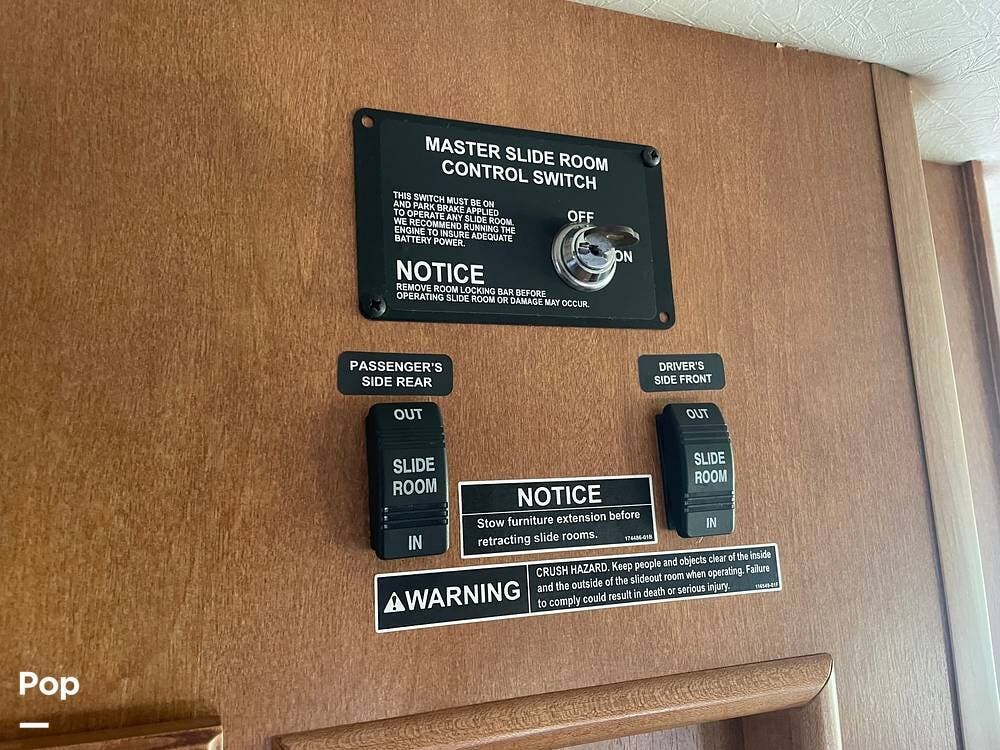 MASTER SLIDE ROOM
CONTROL SWITCH
THIS SWITCH MUST BE ON
AND PARK BRAKE APPLIED
TO OPERATE ANY SLIDE ROOM.
WE RECOMMEND RUNNING THE
ENGINE TO INSURE ADEQUATE
BATTERY POWER.
OFF
ON
NOTICE
REMOVE ROOM LOCKING BAR BEFORE
OPERATING SLIDE ROOM OR DAMAGE MAY OCCUR.
PASSENGER'S
SIDE REAR
DRIVER'S
SIDE FRONT
OUT
SLIDE
ROOM
IN
OUT
SLIDE
ROOM
IN
NOTICE
Stow furniture extension before
retracting slide rooms.
174486-01B
WARNING
CRUSH HAZARD. Keep people and objects clear of the inside
and the outside of the slideout room when operating. Failure
to comply could result in death or serious injury.
Pop